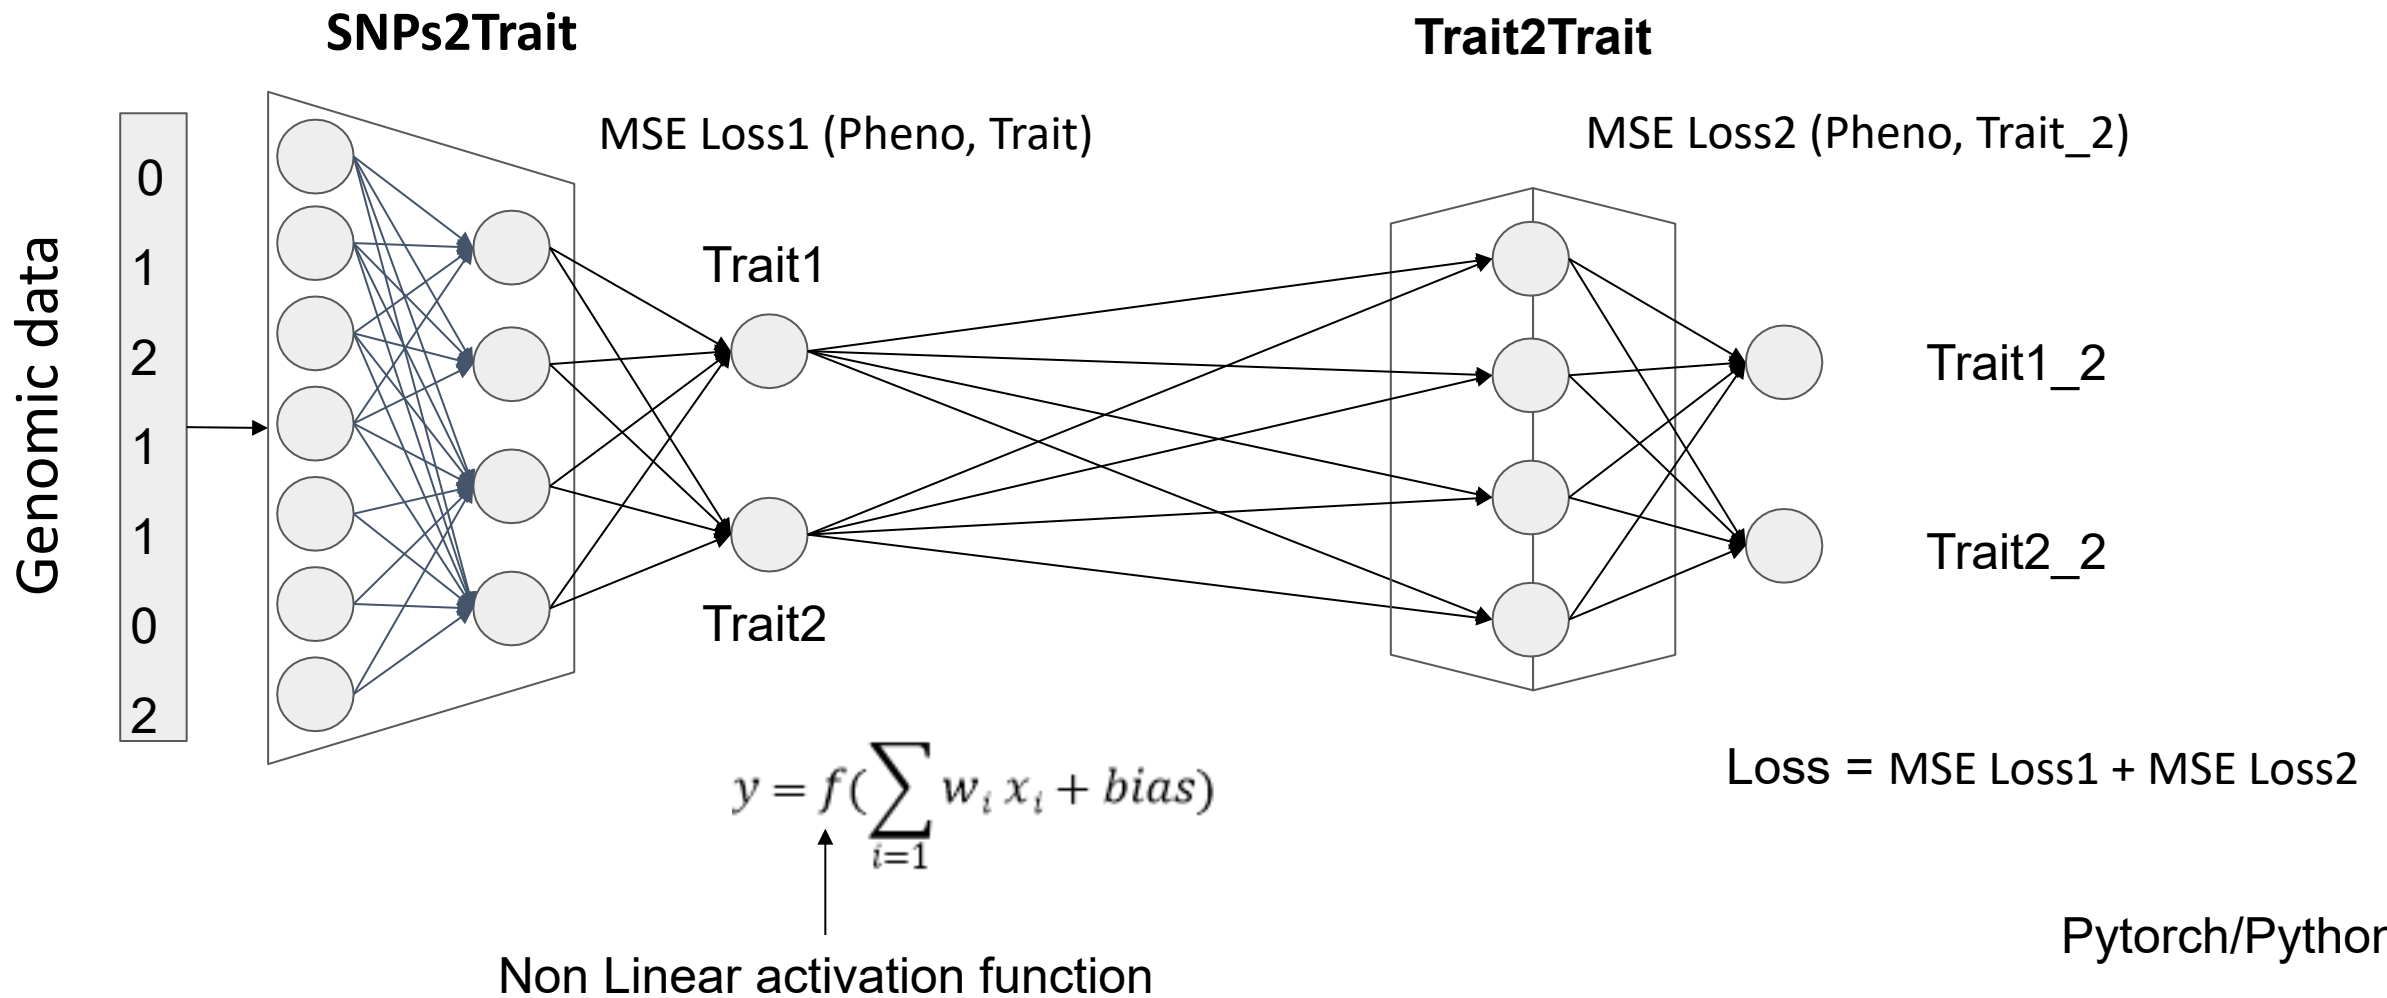 SNPs2Trait
Trait2Trait
MSE Loss1 (Pheno, Trait)
MSE Loss2 (Pheno, Trait_2)
Genomic data
0
1
2
1
1
0
2
Trait1
Trait2
Trait1_2
Trait2_2
y = f(∑ w_i x_i + bias)
i=1
Loss = MSE Loss1 + MSE Loss2
Non Linear activation function
Pytorch/Python